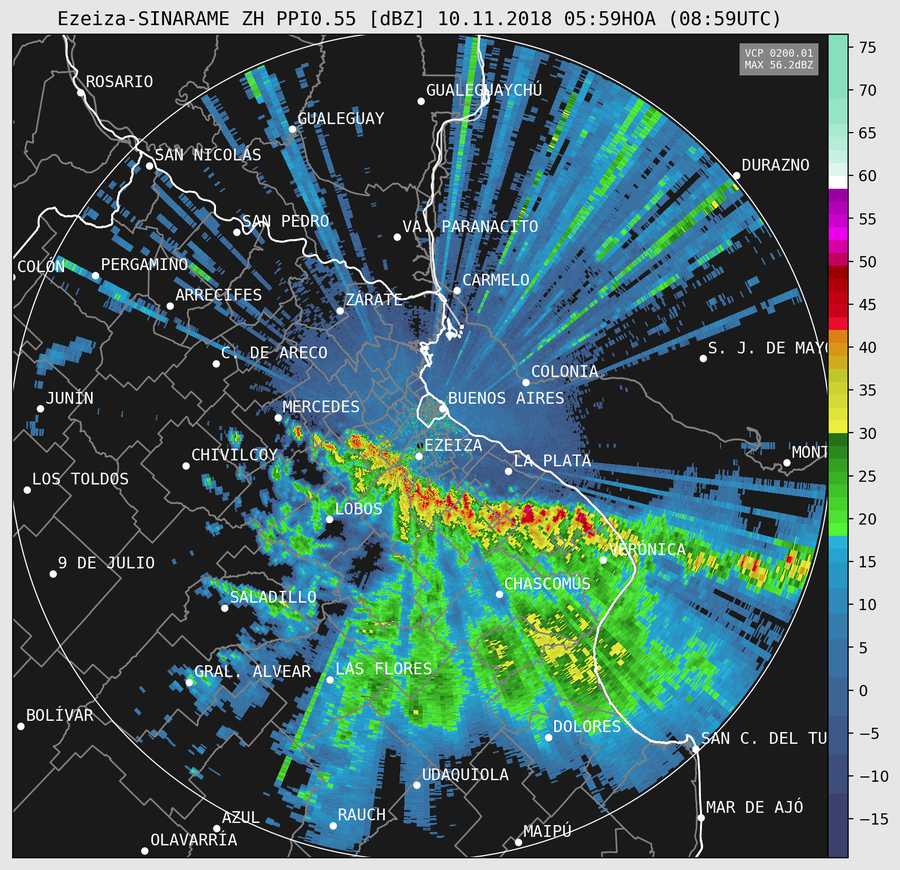 Ezeiza-SINARAME ZH PPI0.55 [dBZ] 10.11.2018 05:59HOA (08:59UTC)
VCP 0200.01
MAX 56.2dBZ
ROSARIO
GUALEGUAYCHÚ
GUALEGUAY
SAN NICOLÁS
DURAZNO
SAN PEDRO
VA. PARANACITO
COLÓN
PERGAMINO
CARMELO
ARRECIFES
ZÁRATE
C. DE ARECO
S. J. DE MAYO
COLONIA
JUNÍN
MERCEDES
BUENOS AIRES
EZEIZA
CHIVILCOY
LA PLATA
MONT
LOS TOLDOS
LOBOS
VERÓNICA
9 DE JULIO
CHASCOMÚS
SALADILLO
GRAL. ALVEAR
LAS FLORES
BOLÍVAR
DOLORES
SAN C. DEL TU
UDAQUIOLA
MAR DE AJÓ
AZUL
RAUCH
OLAVARRÍA
MAIPÚ
75
70
65
60
55
50
45
40
35
30
25
20
15
10
5
0
−5
−10
−15